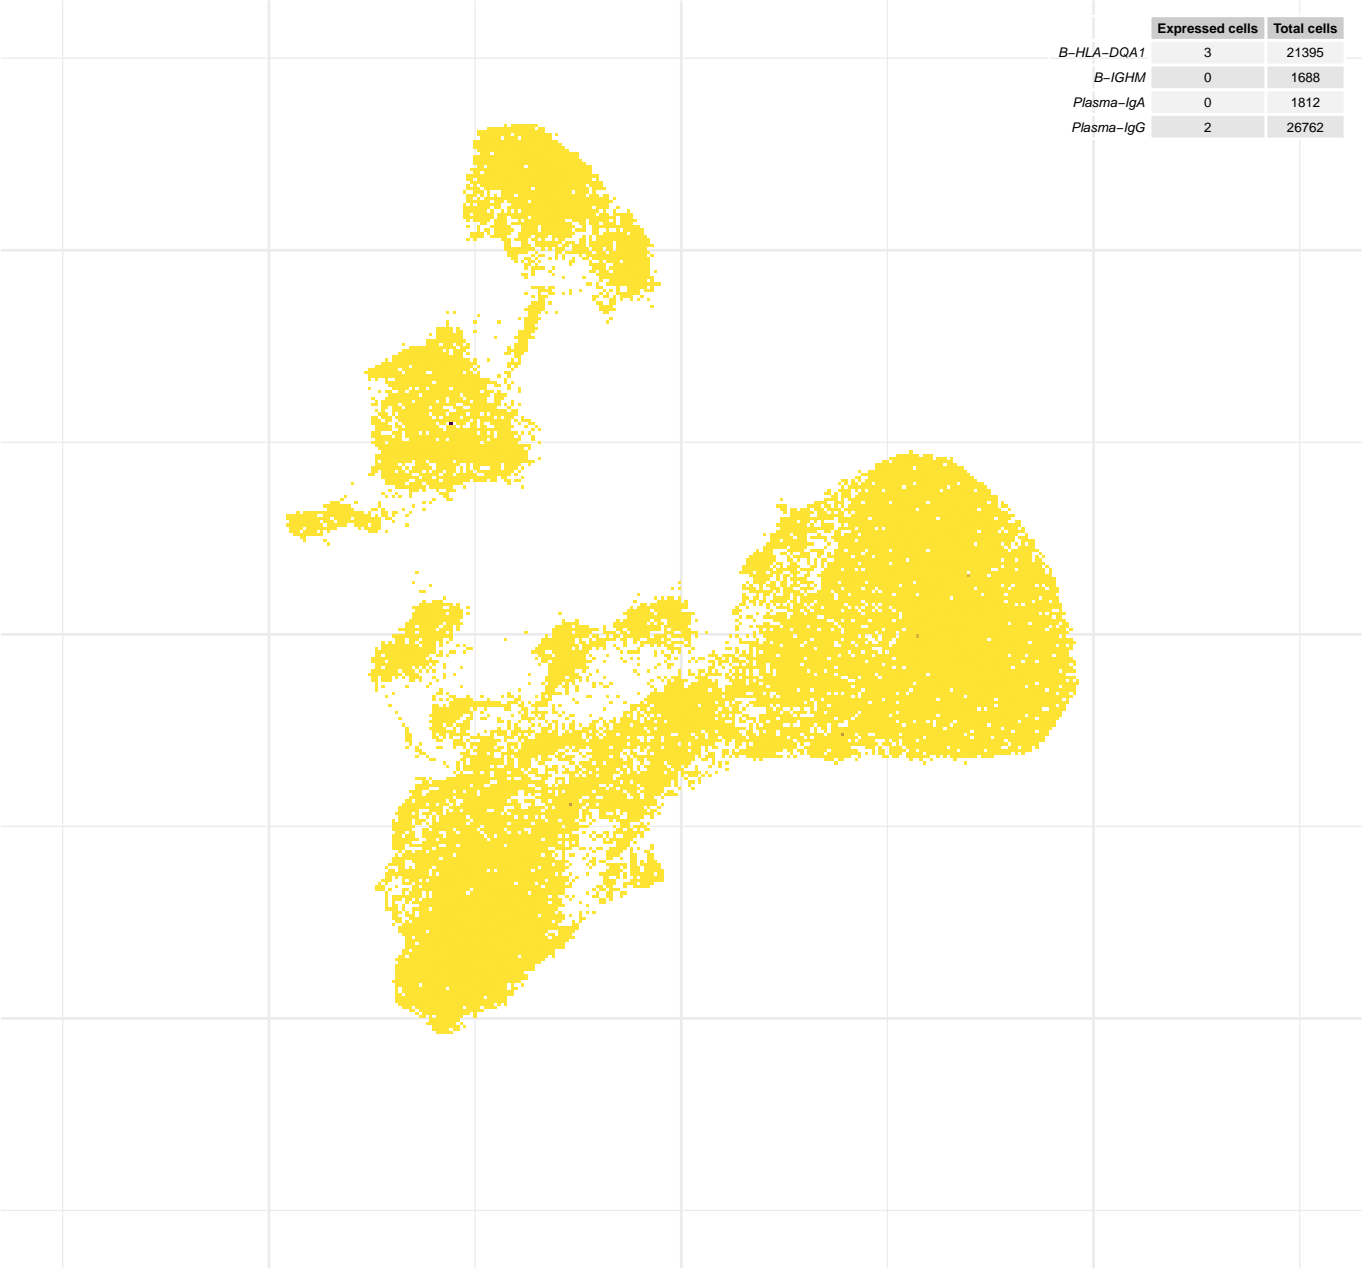 Expressed cells Total cells
B−HLA−DQA1 3 21395
B−IGHM 0 1688
Plasma−IgA 0 1812
Plasma−IgG 2 26762